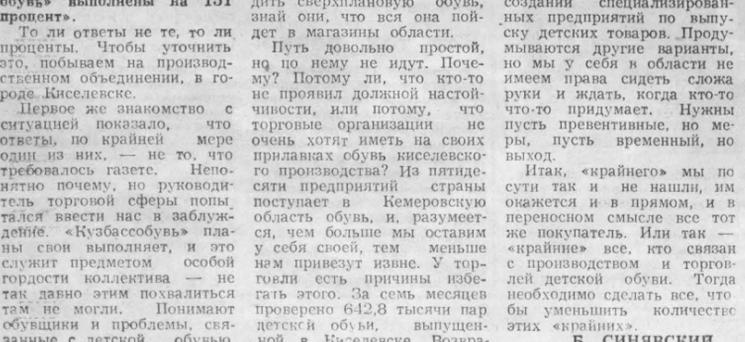 обувь» выполнены на 131
процент».
То ли ответы не те, то ли
проценты. Чтобы уточнить
это, побываем на производ-
ственном объединении, в го-
роде Киселевске.
Первое же знакомство с
ситуацией показало, что
ответы, по крайней мере
один из них, — не то, что
требовалось газете. Непо-
нятно почему, но руководи-
тель торговой сферы попы
тался ввести нас в заблуж-
дение. «Кузбассобувь» пла-
ны свои выполняет, и это
служит предметом особой
гордости коллектива — не
так давно этим похвалиться
там не могли. Понимают
обувщики и проблемы, свя-
занные с детской обувью
дить сверхплановую обувь,
знай они, что вся она пой-
дет в магазины области.
Путь довольно простой,
но по нему не идут. Поче-
му? Потому ли, что кто-то
не проявил должной настой-
чивости, или потому, что
торговые организации не
очень хотят иметь на своих
прилавках обувь киселевско-
го производства? Из пятиде-
сяти предприятий страны
поступает в Кемеровскую
область обувь, и, разумеет-
ся, чем больше мы оставим
у себя своей, тем меньше
нам привезут извне. У тор-
говли есть причины избе-
гать этого. За семь месяцев
проверено 642,8 тысячи пар
детской обуви, выпущен-
ной в Киселевске. Возвра-
создании специализирован-
ных предприятий по выпу-
ску детских товаров. Проду-
мываются другие варианты,
но мы у себя в области не
имеем права сидеть сложа
руки и ждать, когда кто-то
что-то придумает. Нужны
пусть превентивные, но ме-
ры, пусть временный, но
выход.
Итак, «крайнего» мы по
сути так и не нашли, им
окажется и в прямом, и в
переносном смысле все тот
же покупатель. Или так —
«крайние» все, кто связан
с производством и торгов-
лей детской обуви. Тогда
необходимо сделать все, что
бы уменьшить количество
этих «крайних».
Б. СИНЯВСКИЙ